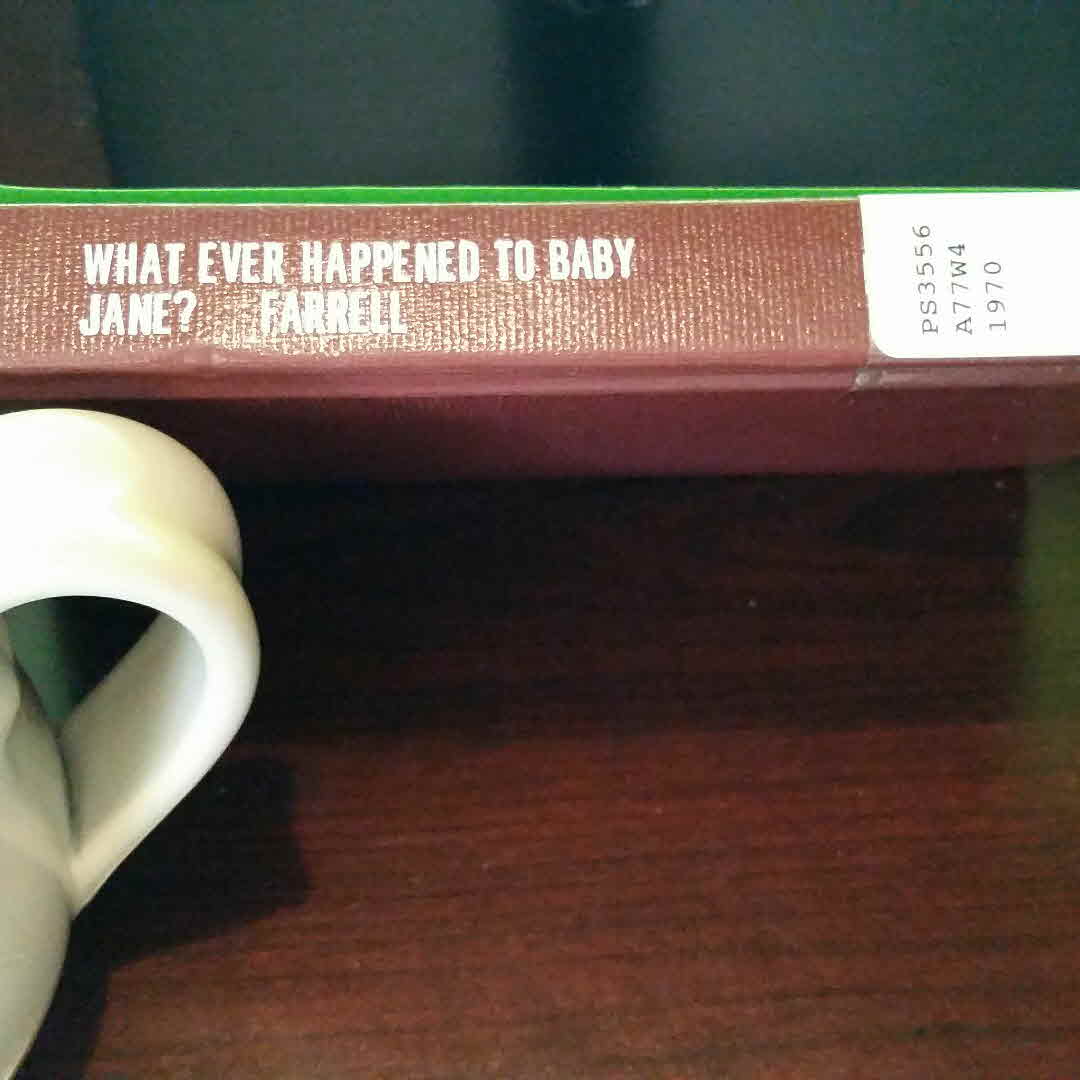 WHAT EVER HAPPENED TO BABY
JANE? FARRELL
PS3556
A77W4
1970